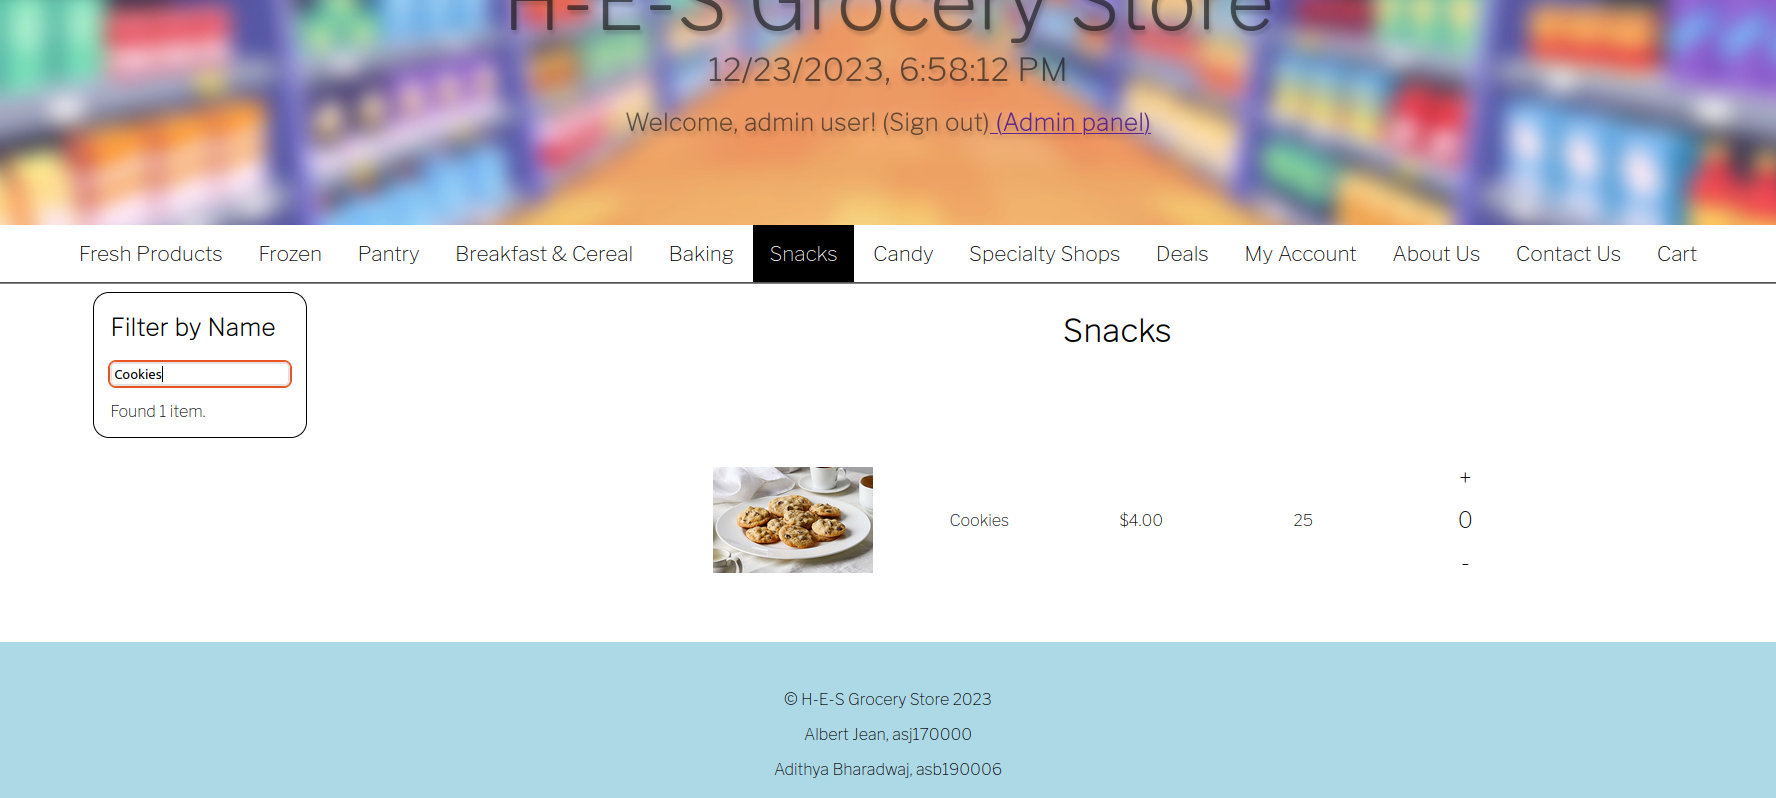 H-E-S Grocery Store
12/23/2023, 6:58:12 PM
Welcome, admin user! (Sign out) (Admin panel)
Fresh Products Frozen Pantry Breakfast & Cereal Baking Snacks Candy Specialty Shops Deals My Account About Us Contact Us Cart
Filter by Name
Cookies
Found 1 item.
Snacks
+
Cookies $4.00 25 0
-
© H-E-S Grocery Store 2023
Albert Jean, asj170000
Adithya Bharadwaj, asb190006